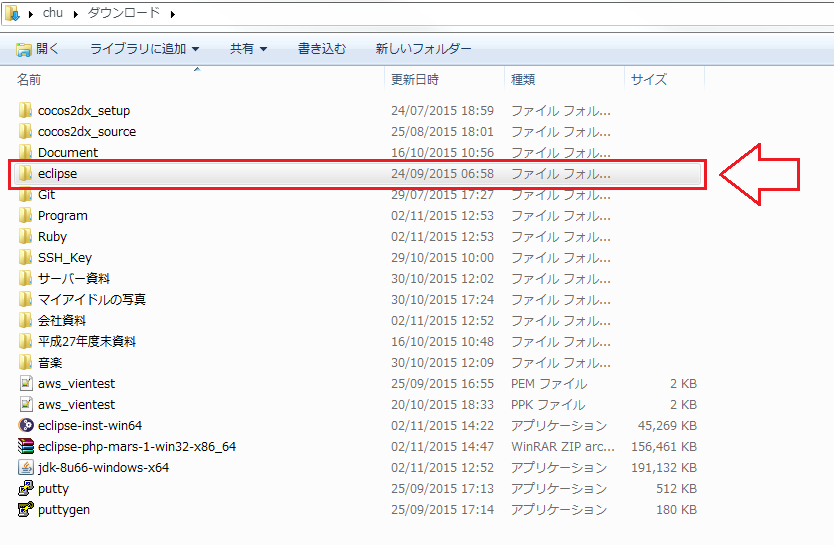 chu ダウンロード
開く ライブラリに追加 共有 書き込む 新しいフォルダー
名前 更新日時 種類 サイズ
cocos2dx_setup 24/07/2015 18:59 ファイル フォル...
cocos2dx_source 25/08/2015 18:01 ファイル フォル...
Document 16/10/2015 10:56 ファイル フォル...
eclipse 24/09/2015 06:58 ファイル フォル...
Git 29/07/2015 17:27 ファイル フォル...
Program 02/11/2015 12:53 ファイル フォル...
Ruby 02/11/2015 12:53 ファイル フォル...
SSH_Key 29/10/2015 10:00 ファイル フォル...
サーバー資料 30/10/2015 12:02 ファイル フォル...
マイアイドルの写真 30/10/2015 17:24 ファイル フォル...
会社資料 02/11/2015 12:52 ファイル フォル...
平成27年度末資料 16/10/2015 10:48 ファイル フォル...
音楽 30/10/2015 12:09 ファイル フォル...
aws_vientest 25/09/2015 16:55 PEM ファイル 2 KB
aws_vientest 20/10/2015 18:33 PPK ファイル 2 KB
eclipse-inst-win64 02/11/2015 14:22 アプリケーション 45,269 KB
eclipse-php-mars-1-win32-x86_64 02/11/2015 14:47 WinRAR ZIP arc... 156,461 KB
jdk-8u66-windows-x64 02/11/2015 12:52 アプリケーション 191,132 KB
putty 25/09/2015 17:13 アプリケーション 512 KB
puttygen 25/09/2015 17:14 アプリケーション 180 KB